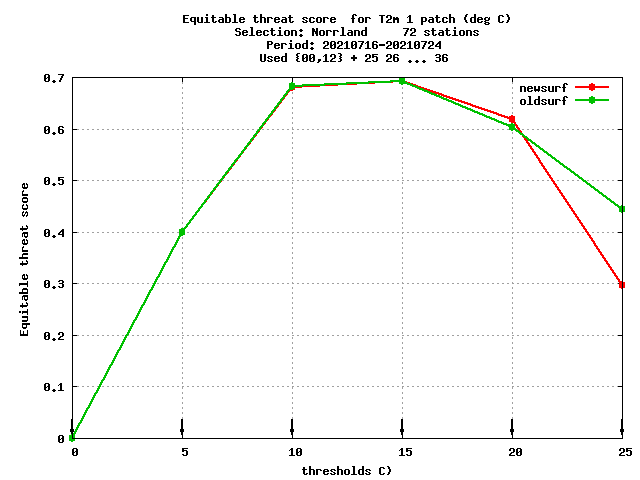 Equitable threat score  for T2m 1 patch (deg C)
Selection: Norrland     72 stations
Period: 20210716-20210724
Used {00,12} + 25 26 ... 36
newsurf
oldsurf
0.7
0.6
0.5
0.4
0.3
0.2
0.1
0
Equitable threat score
0 5 10 15 20 25
thresholds C)